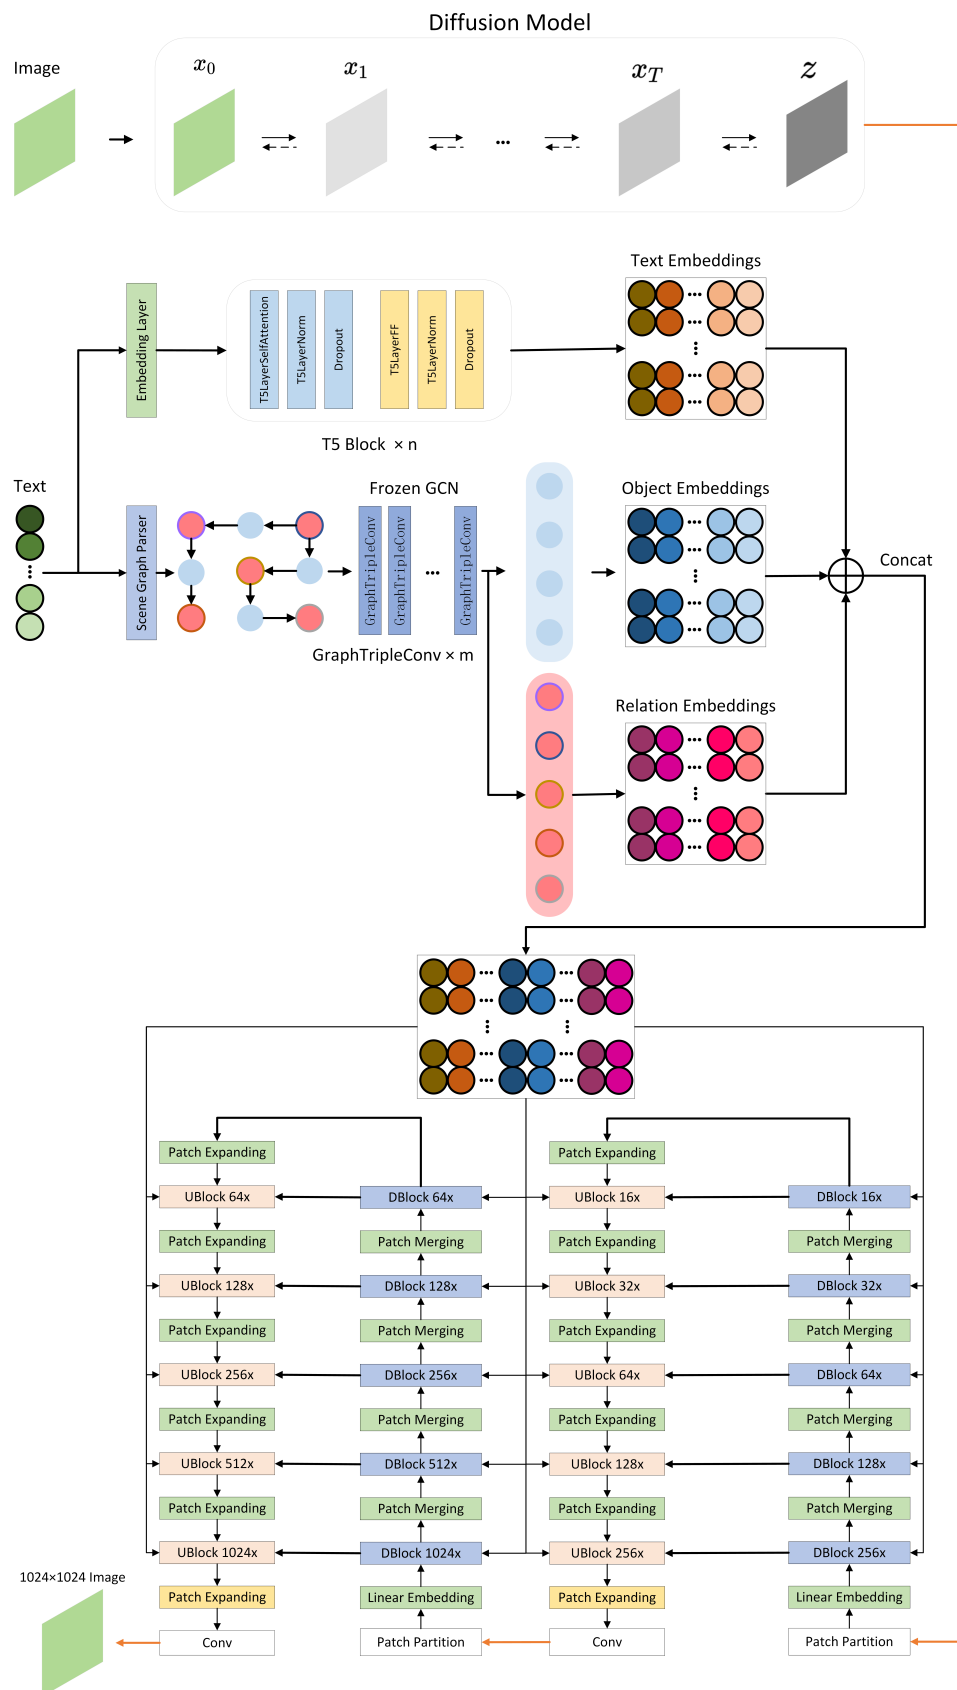 Diffusion Model
Image
x0
x1
xT
z
...
Text Embeddings
Embedding Layer
T5LayerSelfAttention
T5LayerNorm
Dropout
T5LayerFF
T5LayerNorm
Dropout
T5 Block × n
Text
Frozen GCN
Object Embeddings
Scene Graph Parser
GraphTripleConv
GraphTripleConv
...
GraphTripleConv
Concat
GraphTripleConv × m
Relation Embeddings
Patch Expanding
Patch Expanding
UBlock 64x
DBlock 64x
UBlock 16x
DBlock 16x
Patch Expanding
Patch Merging
Patch Expanding
Patch Merging
UBlock 128x
DBlock 128x
UBlock 32x
DBlock 32x
Patch Expanding
Patch Merging
Patch Expanding
Patch Merging
UBlock 256x
DBlock 256x
UBlock 64x
DBlock 64x
Patch Expanding
Patch Merging
Patch Expanding
Patch Merging
UBlock 512x
DBlock 512x
UBlock 128x
DBlock 128x
Patch Expanding
Patch Merging
Patch Expanding
Patch Merging
UBlock 1024x
DBlock 1024x
UBlock 256x
DBlock 256x
1024×1024 Image
Patch Expanding
Linear Embedding
Patch Expanding
Linear Embedding
Conv
Patch Partition
Conv
Patch Partition